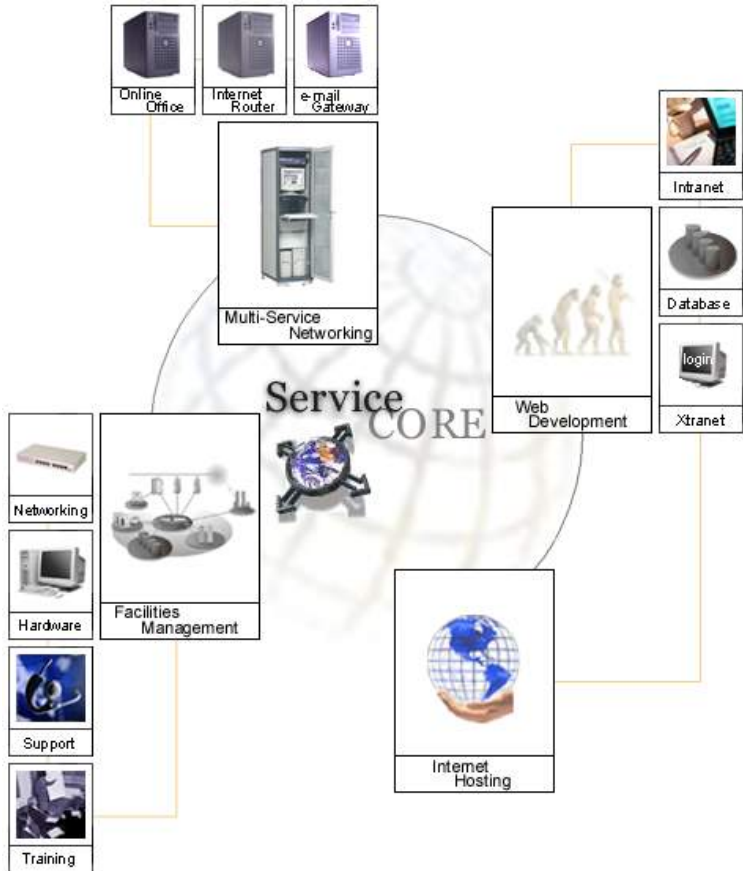 Online
Office
Internet
Router
e-mail
Gateway
Multi-Service
Networking
Intranet
Database
login
Xtranet
Web
Development
Service
CORE
Networking
Hardware
Support
Training
Facilities
Management
Internet
Hosting